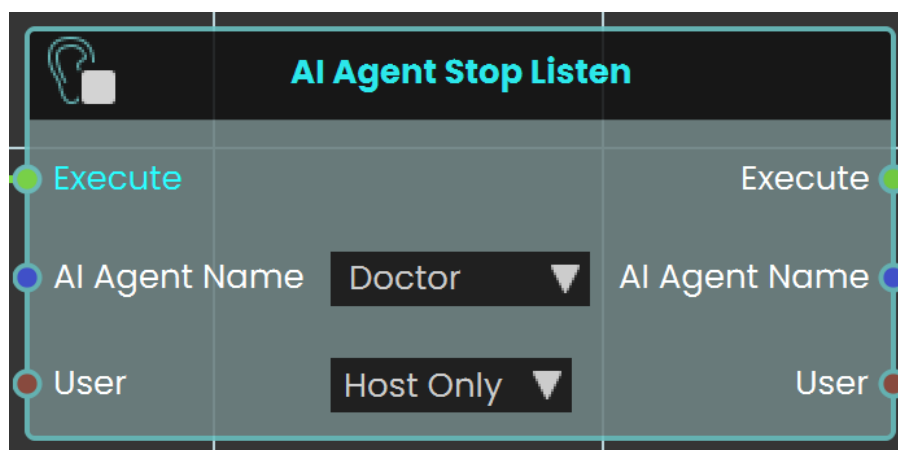 AI Agent Stop Listen
Execute Execute
AI Agent Name Doctor AI Agent Name
User Host Only User